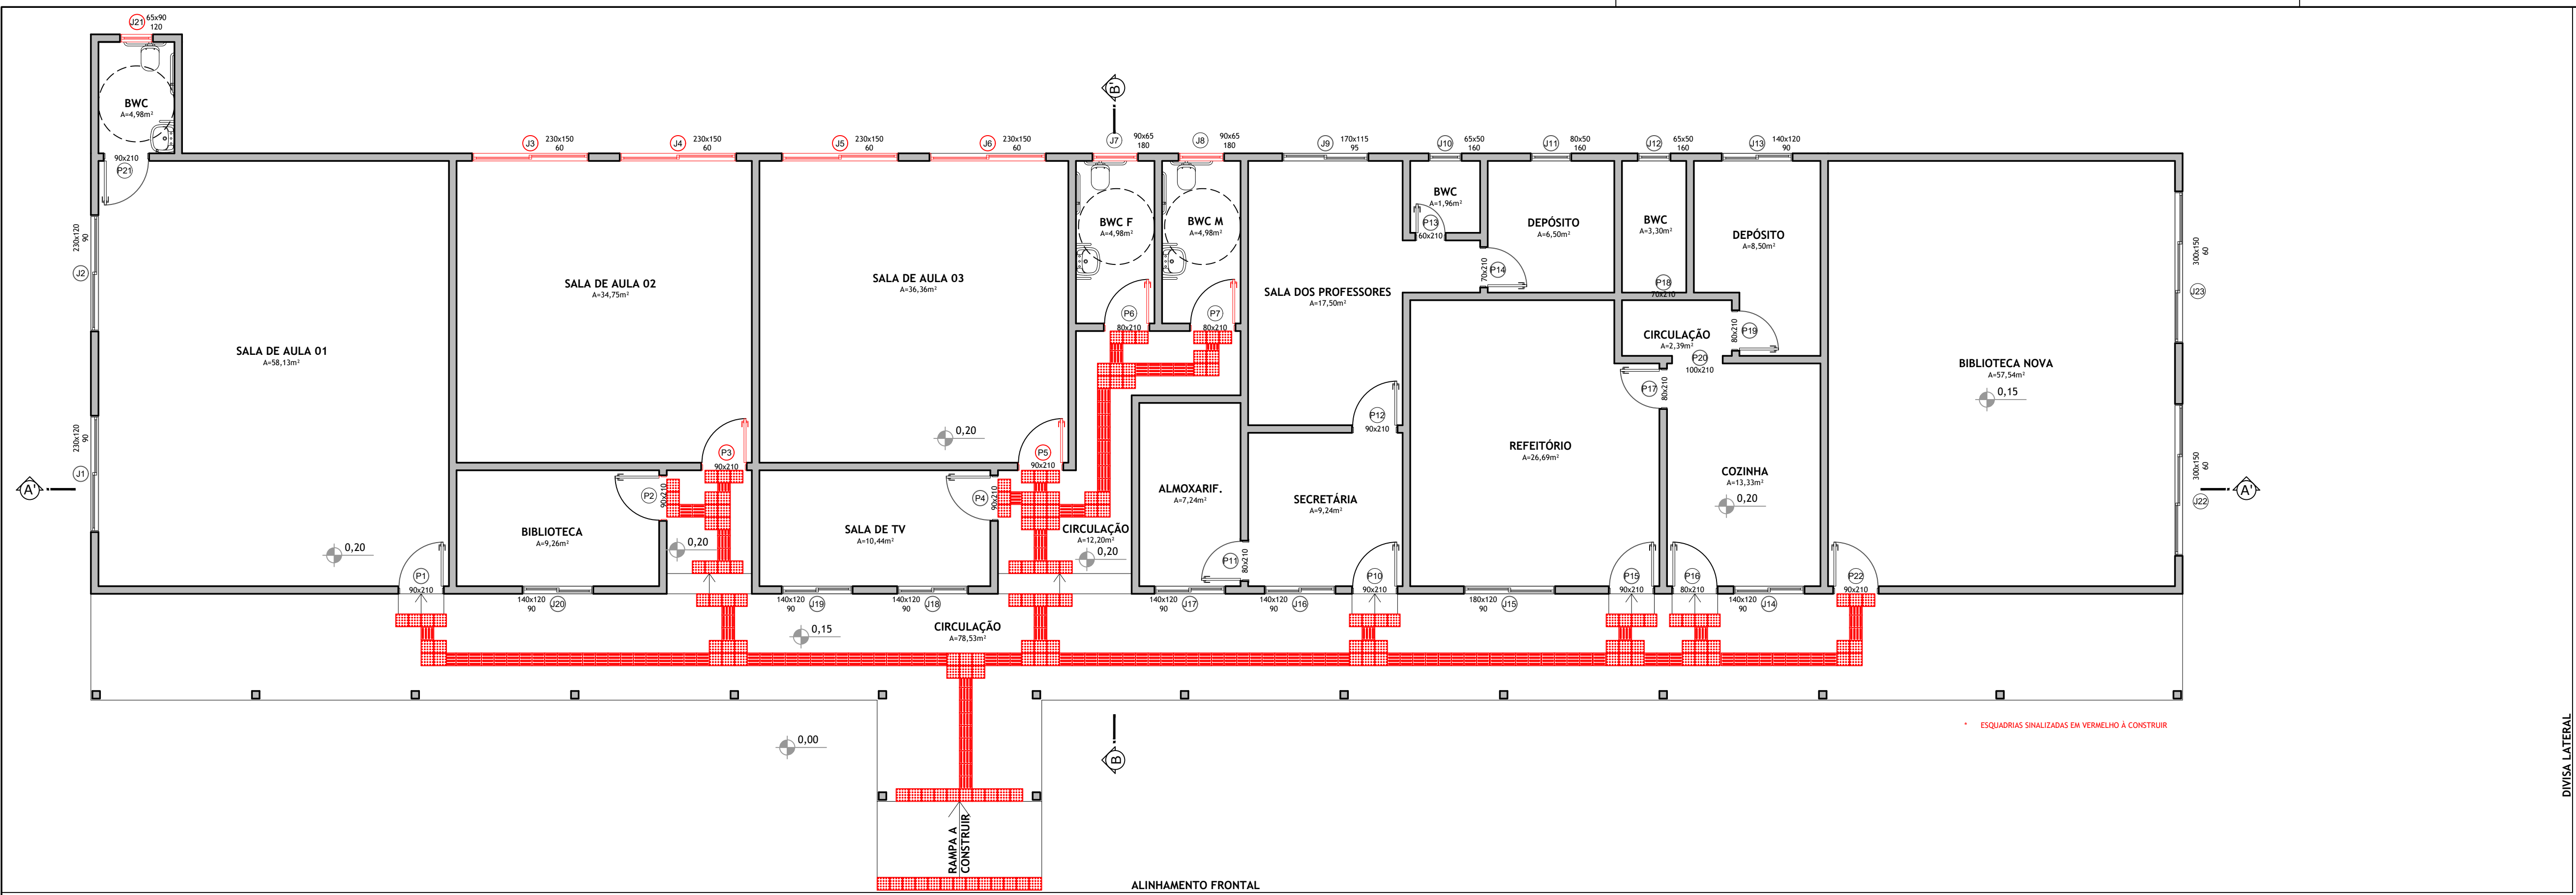 J21
65x90
120
BWC
A=4,98m²
90x210
P21
B'
J3
230x150
60
J4
230x150
60
J5
230x150
60
J6
230x150
60
J7
90x65
180
J8
90x65
180
J9
170x115
95
J10
65x50
160
J11
80x50
160
J12
65x50
160
J13
140x120
90
230x120
90
J2
SALA DE AULA 01
A=58,13m²
230x120
90
J1
A'
0,20
P1
90x210
SALA DE AULA 02
A=34,75m²
P3
90x210
SALA DE AULA 03
A=36,36m²
0,20
P5
90x210
BWC F
A=4,98m²
P6
80x210
BWC M
A=4,98m²
P7
80x210
SALA DOS PROFESSORES
A=17,50m²
P12
90x210
BWC
A=1,96m²
P13
60x210
DEPÓSITO
A=6,50m²
P14
70x210
BWC
A=3,30m²
P18
70x210
DEPÓSITO
A=8,50m²
P19
80x210
CIRCULAÇÃO
A=2,39m²
P20
100x210
P17
80x210
BIBLIOTECA NOVA
A=57,54m²
0,15
300x150
60
J23
300x150
60
J22
A'
BIBLIOTECA
A=9,26m²
P2
90x210
0,20
140x120
90
J20
SALA DE TV
A=10,44m²
P4
90x210
140x120
90
J19
140x120
90
J18
CIRCULAÇÃO
A=12,20m²
0,20
ALMOXARIF.
A=7,24m²
P11
80x210
140x120
90
J17
SECRETÁRIA
A=9,24m²
140x120
90
J16
P10
90x210
REFEITÓRIO
A=26,69m²
180x120
90
J15
P15
90x210
COZINHA
A=13,33m²
0,20
P16
80x210
140x120
90
J14
P22
90x210
CIRCULAÇÃO
A=78,53m²
0,15
0,00
B
* ESQUADRIAS SINALIZADAS EM VERMELHO À CONSTRUIR
RAMPA A
CONSTRUIR
ALINHAMENTO FRONTAL
DIVISA LATERAL